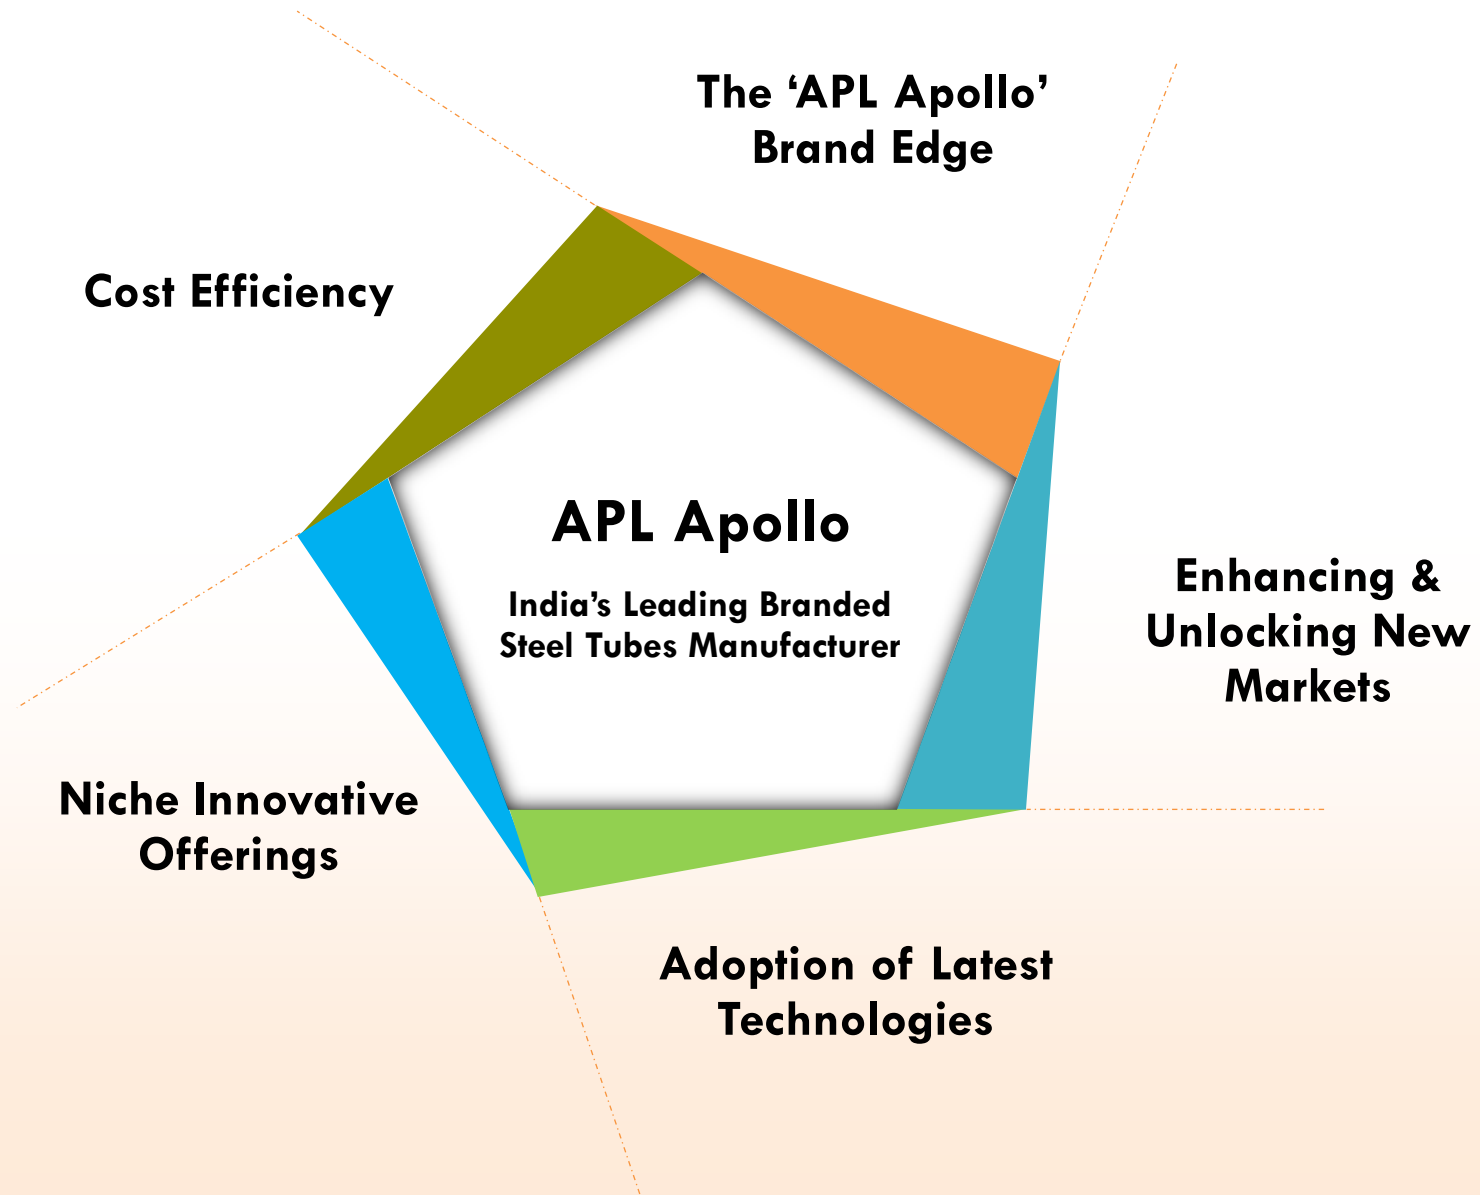 The ‘APL Apollo’
Brand Edge
Cost Efficiency
APL Apollo
India’s Leading Branded
Steel Tubes Manufacturer
Enhancing &
Unlocking New
Markets
Niche Innovative
Offerings
Adoption of Latest
Technologies